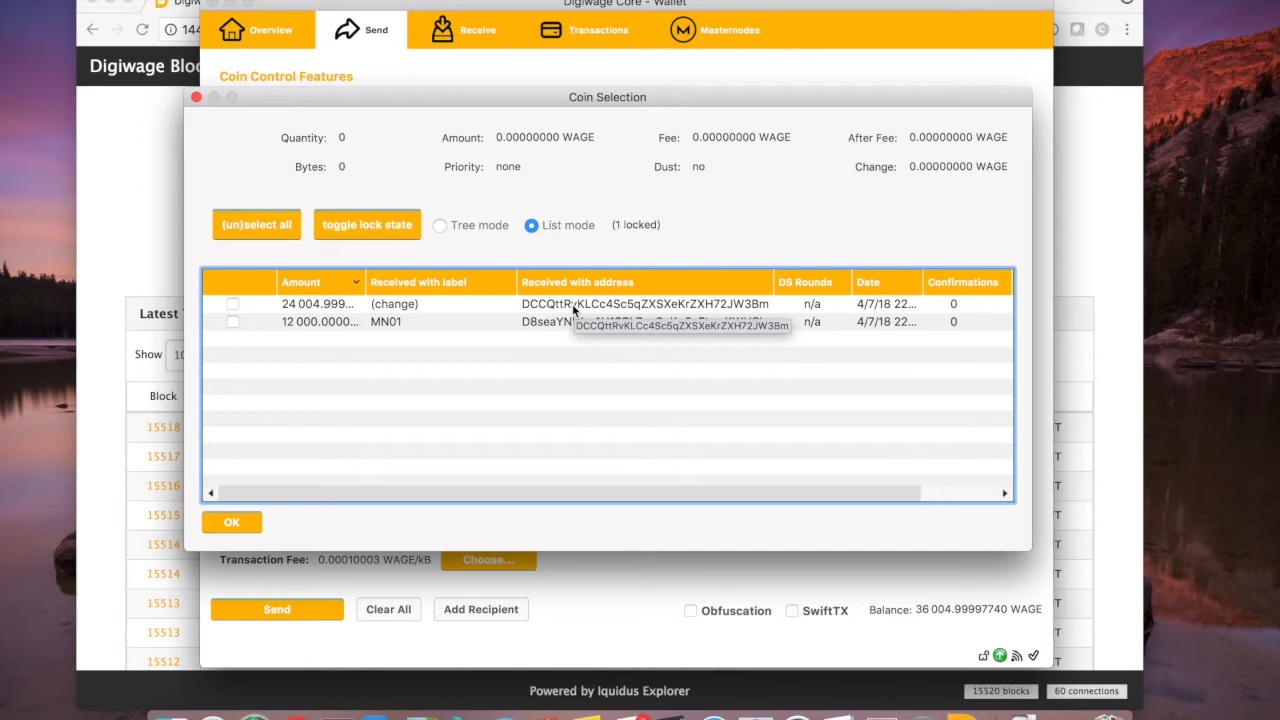 Digiwage Core - Wallet
Overview
Send
Receive
Transactions
Masternodes
Digiwage
Coin Control Features
Coin Selection
Quantity: 0
Amount: 0.00000000 WAGE
Fee: 0.00000000 WAGE
After Fee: 0.00000000 WAGE
Bytes: 0
Priority: none
Dust: no
Change: 0.00000000 WAGE
(un)select all
toggle lock state
Tree mode
List mode
(1 locked)
Amount
Received with label
Received with address
DS Rounds
Date
Confirmations
24 004.999...
(change)
DCCQttRvKLCc4Sc5qZXSXeKrZXH72JW3Bm
n/a
4/7/18 22...
0
12 000.0000...
MN01
n/a
4/7/18 22...
0
DCCQttRvKLCc4Sc5qZXSXeKrZXH72JW3Bm
OK
Latest
Show
Block
15518
15517
15516
15515
15514
15514
15513
15513
15512
Transaction Fee: 0.00010003 WAGE/kB
Choose...
Send
Clear All
Add Recipient
Obfuscation
SwiftTX
Balance: 36 004.99997740 WAGE
Powered by Iquidus Explorer
15520 blocks
60 connections